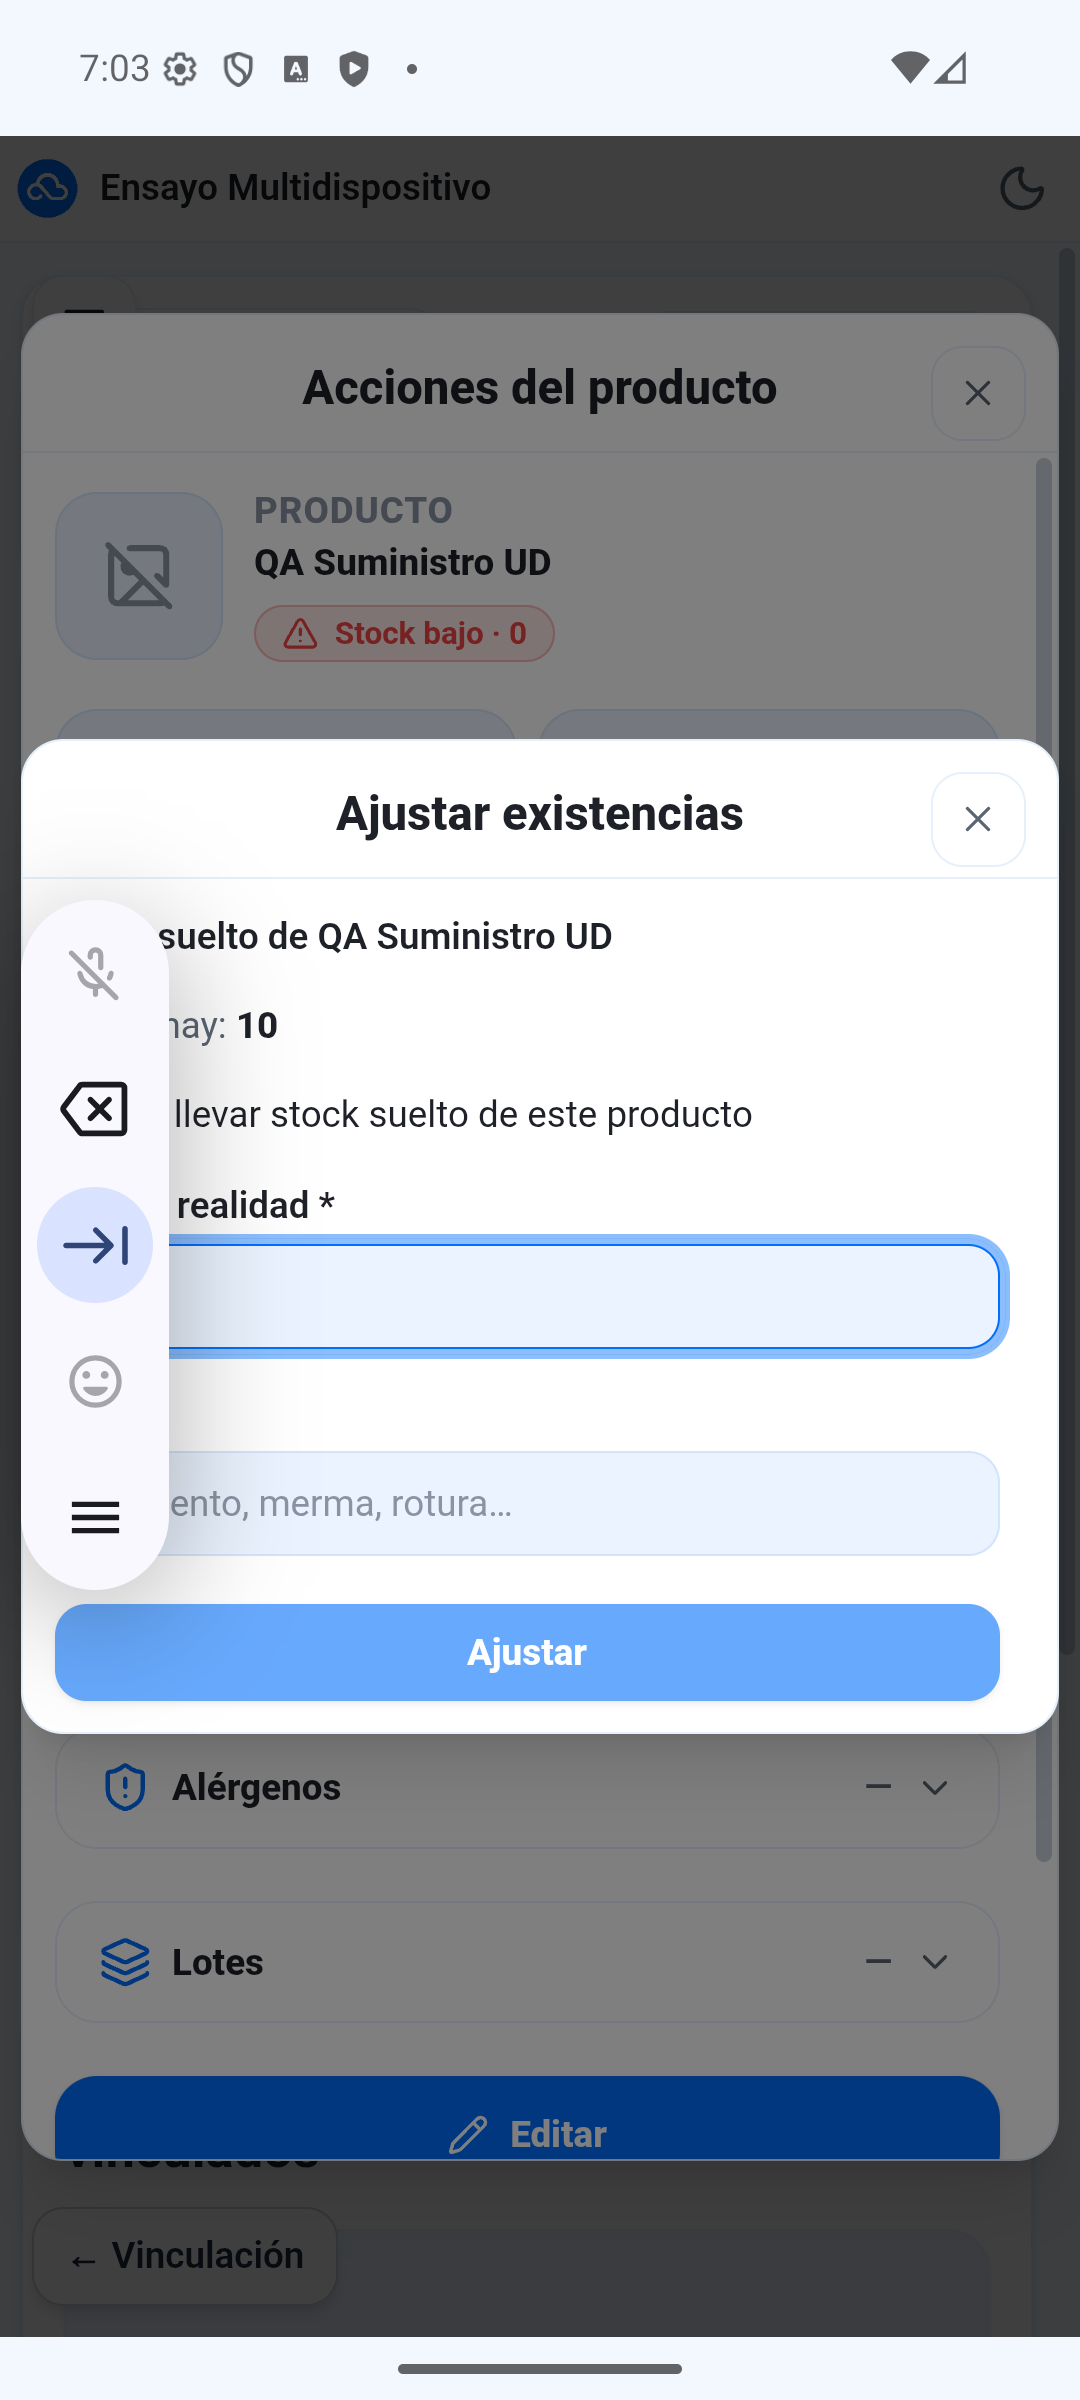 7:03
Ensayo Multidispositivo
Acciones del producto
PRODUCTO
QA Suministro UD
Stock bajo · 0
Ajustar existencias
suelto de QA Suministro UD
hay: 10
llevar stock suelto de este producto
realidad *
ento, merma, rotura...
Ajustar
Alérgenos
—
Lotes
—
Editar
← Vinculación